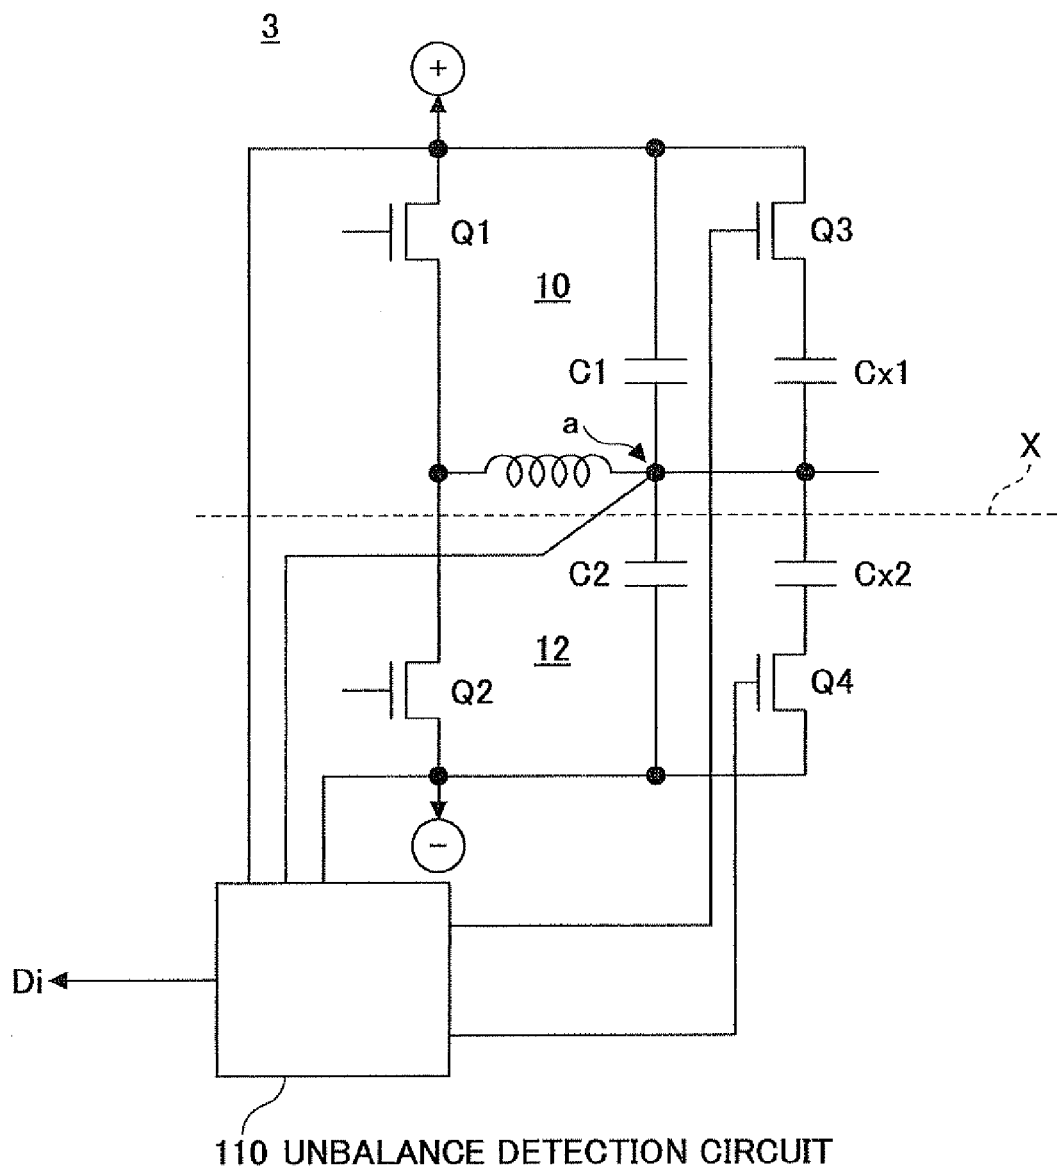 3
+
Q1
Q3
10
C1
Cx1
a
X
C2
Cx2
12
Q2
Q4
−
Di
110 UNBALANCE DETECTION CIRCUIT